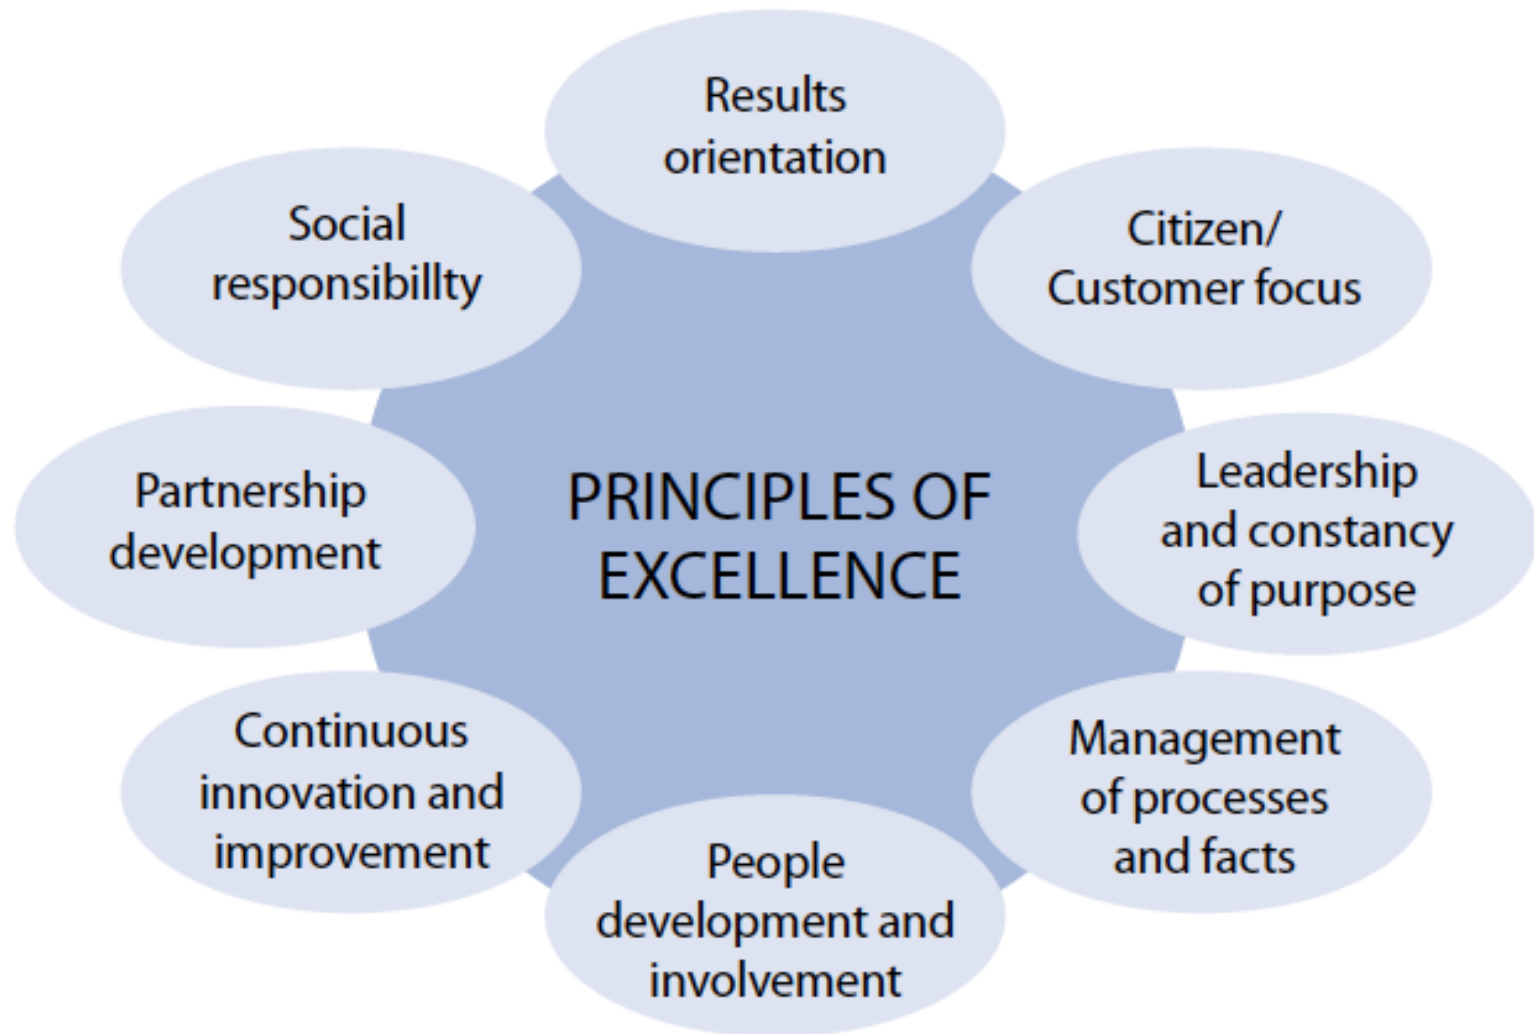 Results
orientation
Citizen/
Customer focus
Leadership
and constancy
of purpose
Management
of processes
and facts
People
development and
involvement
Continuous
innovation and
improvement
Partnership
development
Social
responsibillty
PRINCIPLES OF
EXCELLENCE